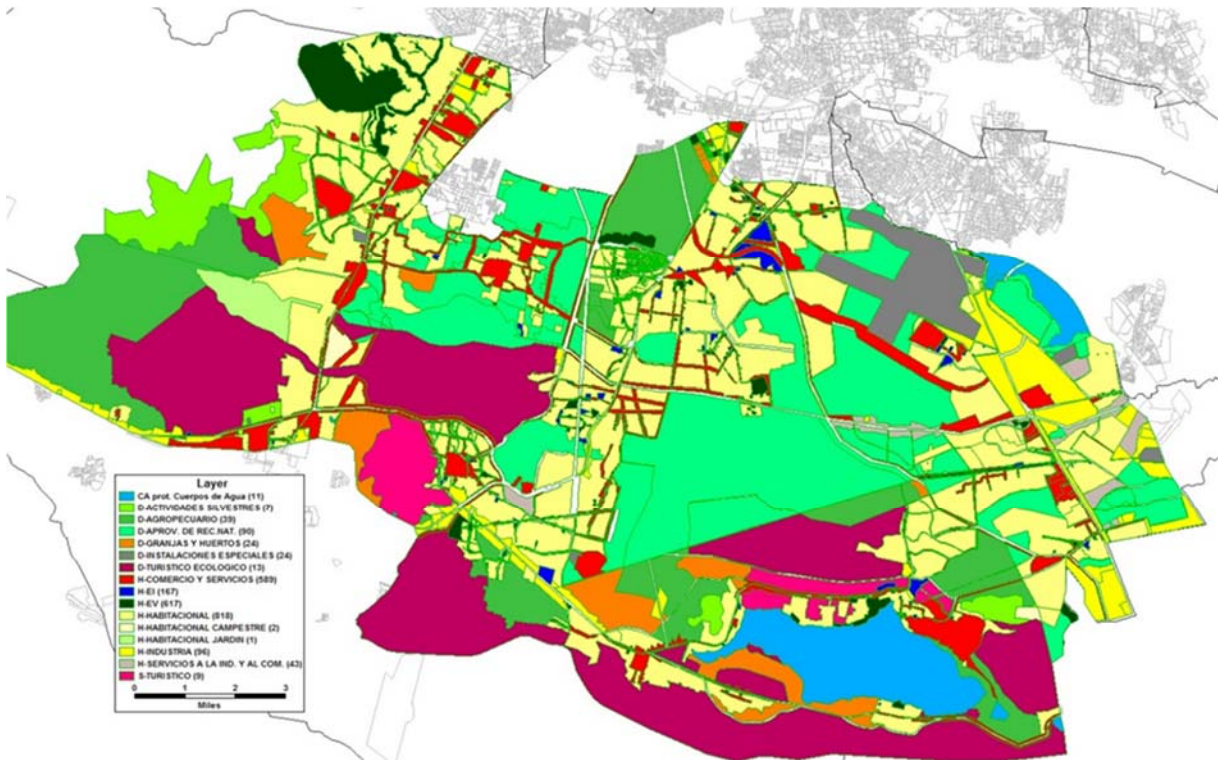 Layer
CA prot. Cuerpos de Agua (11)
D-ACTIVIDADES SILVESTRES (7)
D-AGROPECUARIO (39)
D-APROV. DE REC.NAT. (90)
D-GRANJAS Y HUERTOS (24)
D-INSTALACIONES ESPECIALES (24)
D-TURISTICO ECOLOGICO (13)
H-COMERCIO Y SERVICIOS (589)
H-EI (167)
H-EV (617)
H-HABITACIONAL (818)
H-HABITACIONAL CAMPESTRE (2)
H-HABITACIONAL JARDIN (1)
H-INDUSTRIA (96)
H-SERVICIOS A LA IND. Y AL COM. (43)
S-TURISTICO (9)
0 1 2 3
Miles